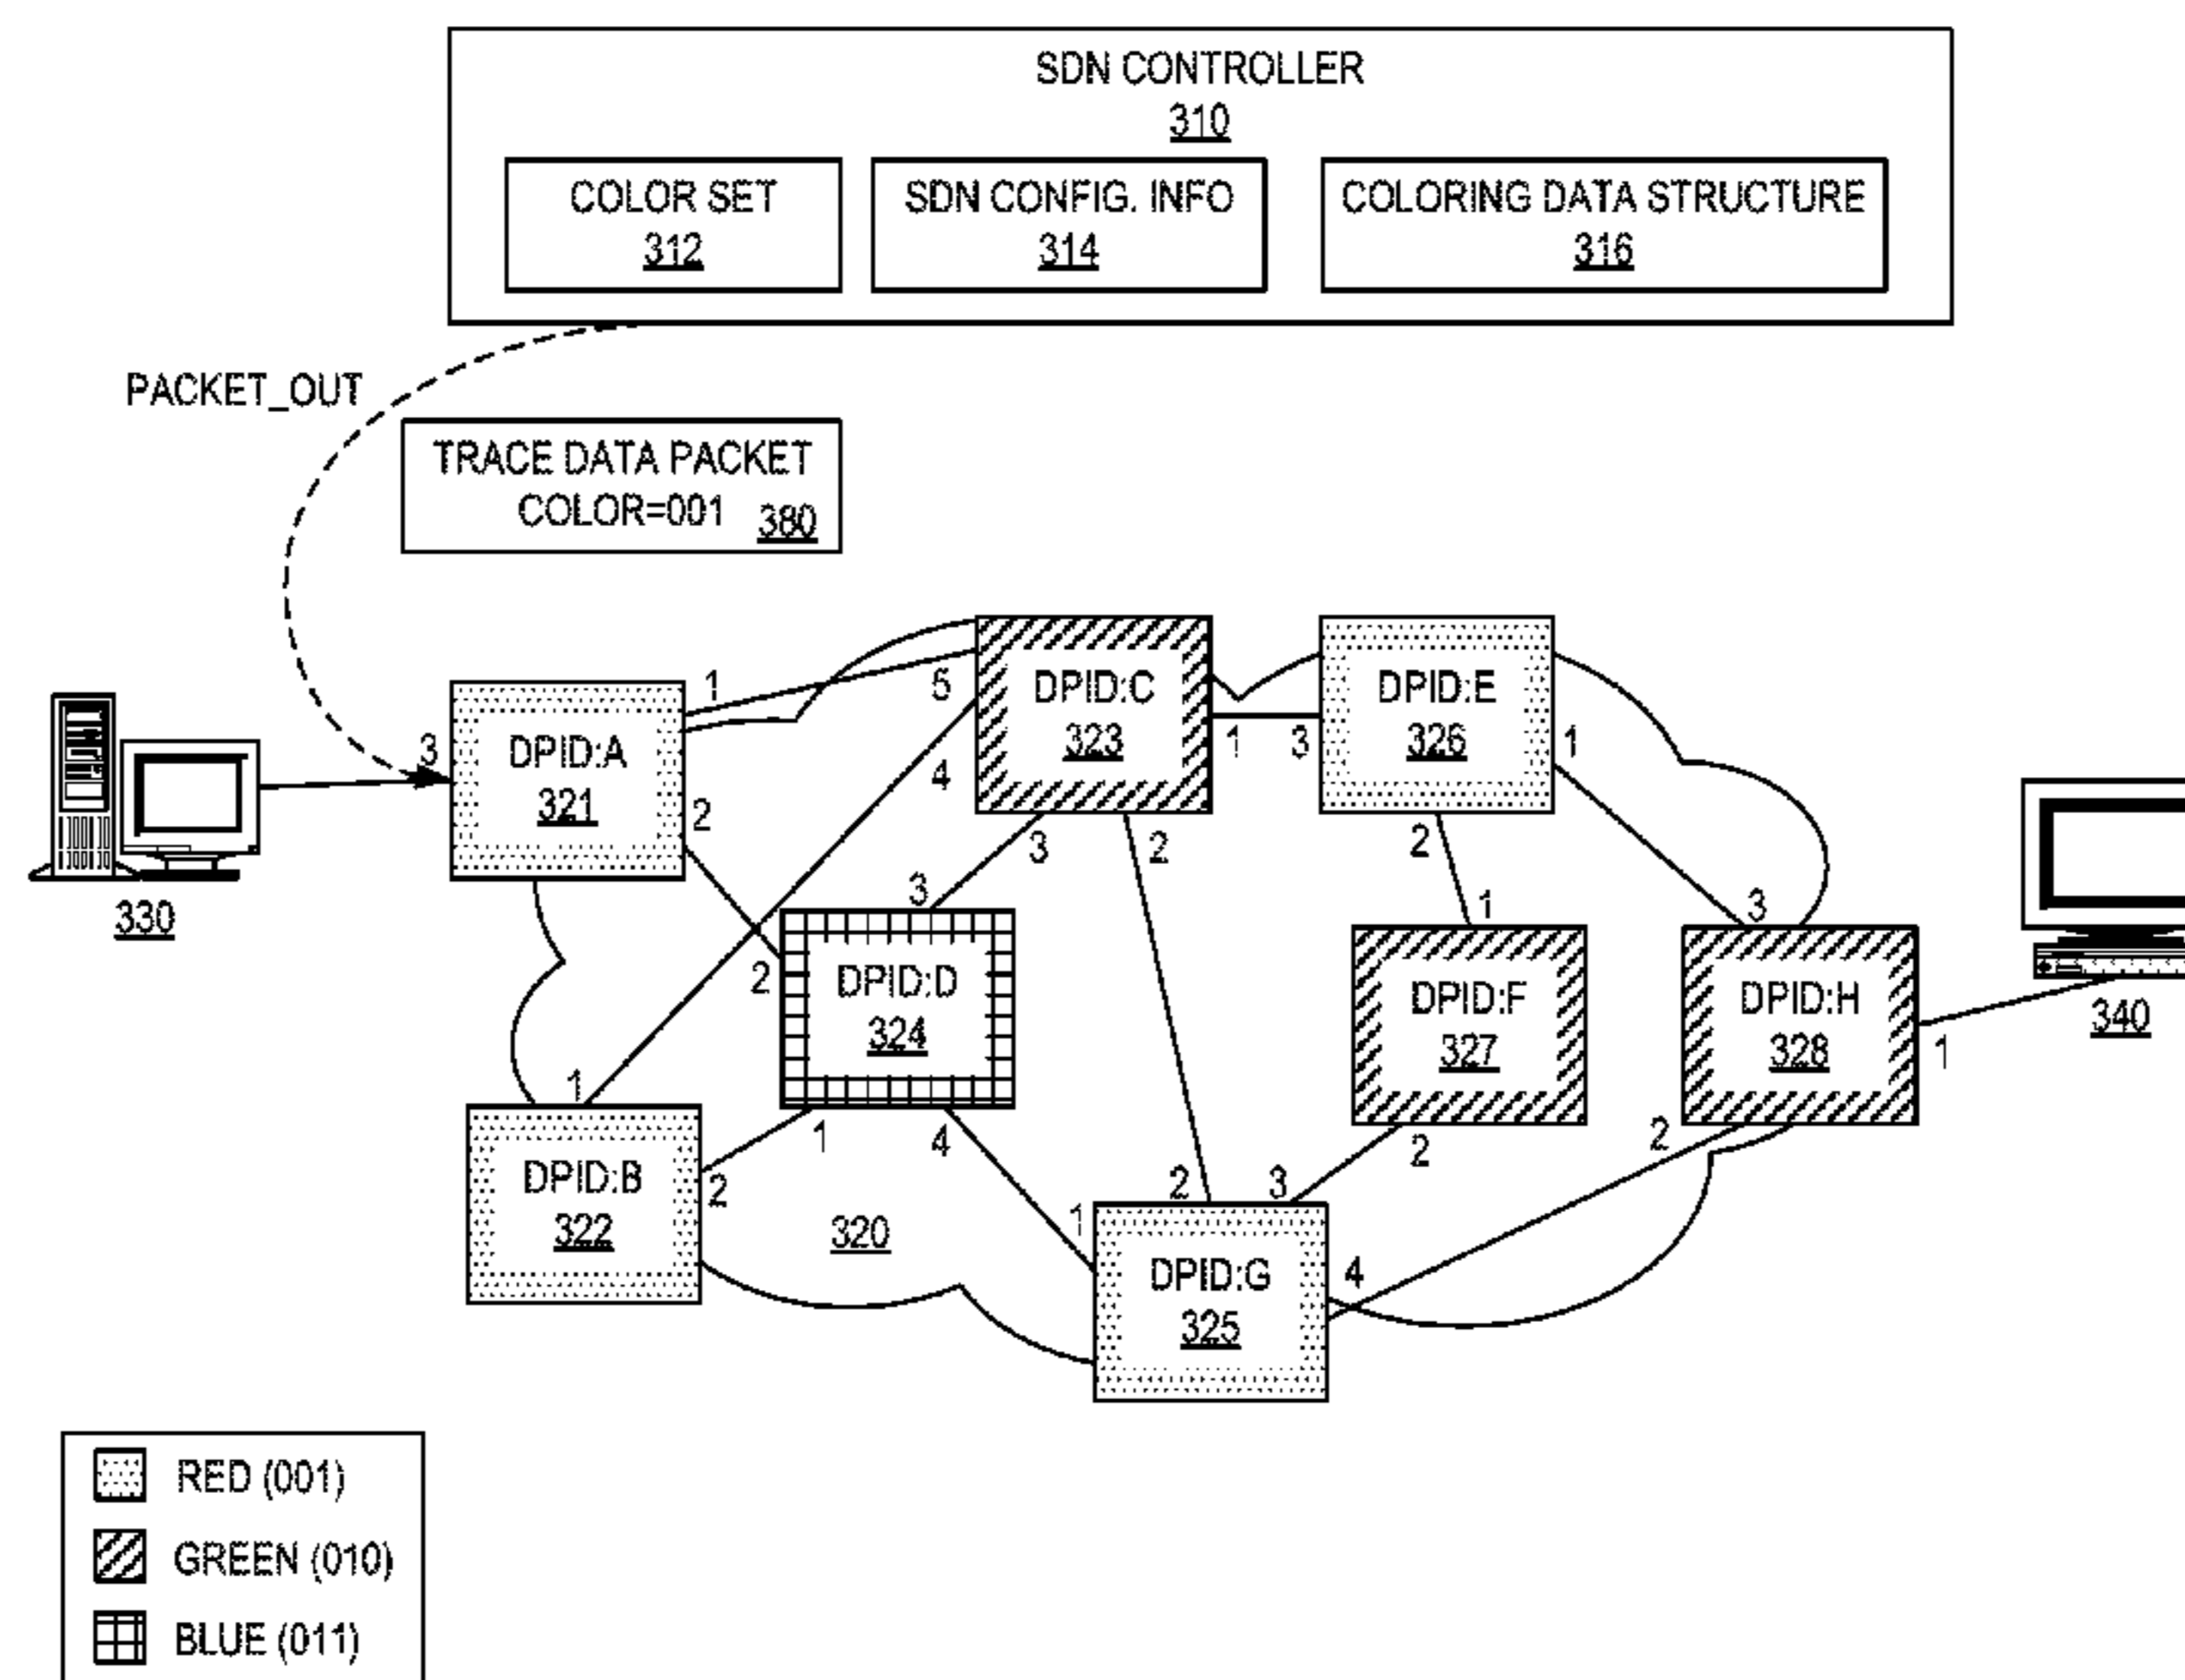 SDN CONTROLLER
310
COLOR SET
312
SDN CONFIG. INFO
314
COLORING DATA STRUCTURE
316
PACKET_OUT
TRACE DATA PACKET
COLOR=001 380
330
3
DPID:A
321
1
2
5
4
DPID:C
323
1
3
2
3
DPID:E
326
1
2
3
2
DPID:D
324
1
4
1
DPID:F
327
2
3
DPID:H
328
1
2
340
1
DPID:B
322
2
320
2
3
1
DPID:G
325
4
RED (001)
GREEN (010)
BLUE (011)